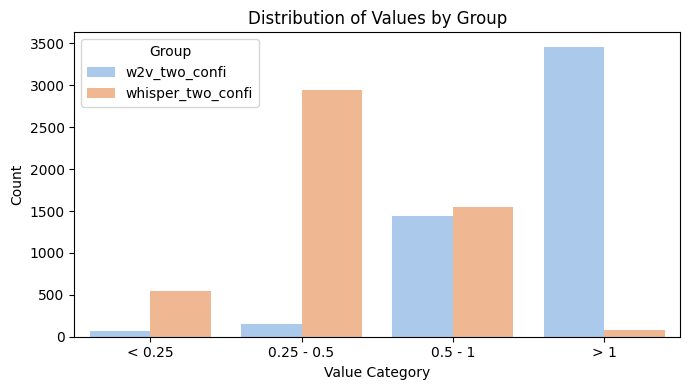 Distribution of Values by Group
Group
w2v_two_confi
whisper_two_confi
Count
3500
3000
2500
2000
1500
1000
500
0
< 0.25
0.25 - 0.5
0.5 - 1
> 1
Value Category